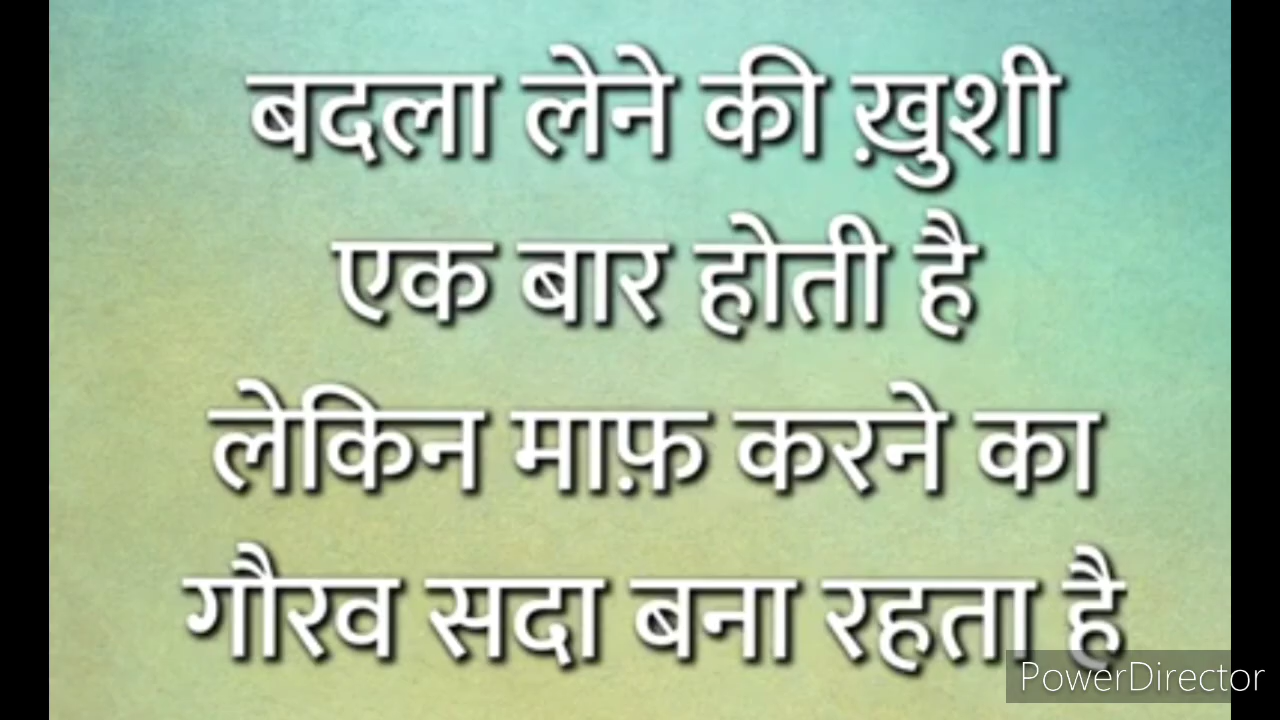 बदला लेने की ख़ुशी
एक बार होती है
लेकिन माफ़ करने का
गौरव सदा बना रहता है
PowerDirector